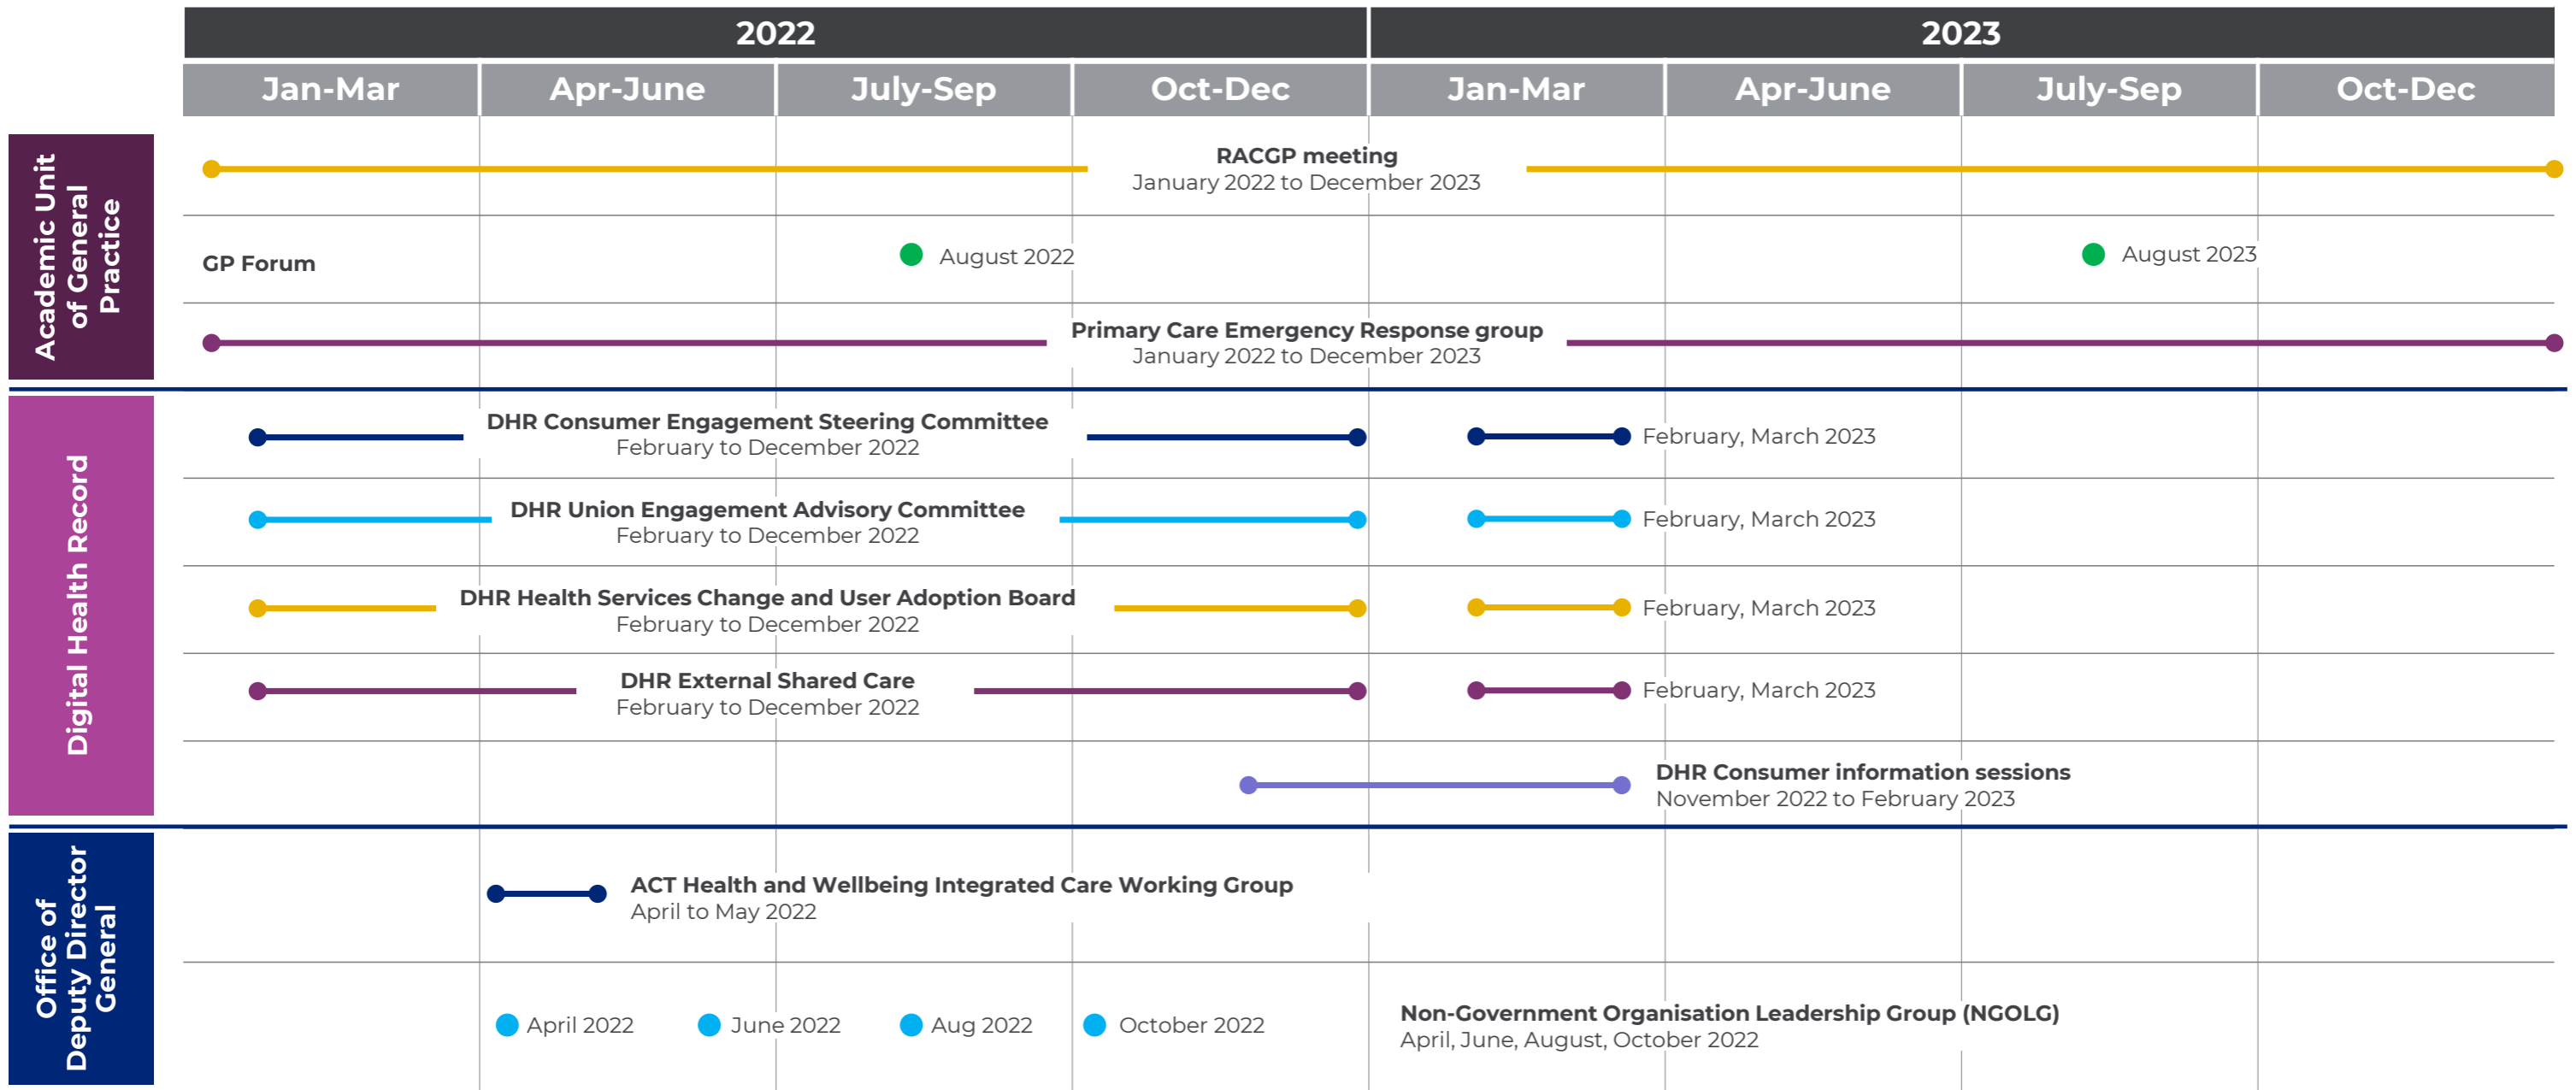 2022
2023
Jan-Mar
Apr-June
July-Sep
Oct-Dec
Jan-Mar
Apr-June
July-Sep
Oct-Dec
Academic Unit
of General
Practice
RACGP meeting
January 2022 to December 2023
GP Forum
August 2022
August 2023
Primary Care Emergency Response group
January 2022 to December 2023
Digital Health Record
DHR Consumer Engagement Steering Committee
February to December 2022
February, March 2023
DHR Union Engagement Advisory Committee
February to December 2022
February, March 2023
DHR Health Services Change and User Adoption Board
February to December 2022
February, March 2023
DHR External Shared Care
February to December 2022
February, March 2023
DHR Consumer information sessions
November 2022 to February 2023
Office of
Deputy Director
General
ACT Health and Wellbeing Integrated Care Working Group
April to May 2022
April 2022
June 2022
Aug 2022
October 2022
Non-Government Organisation Leadership Group (NGOLG)
April, June, August, October 2022